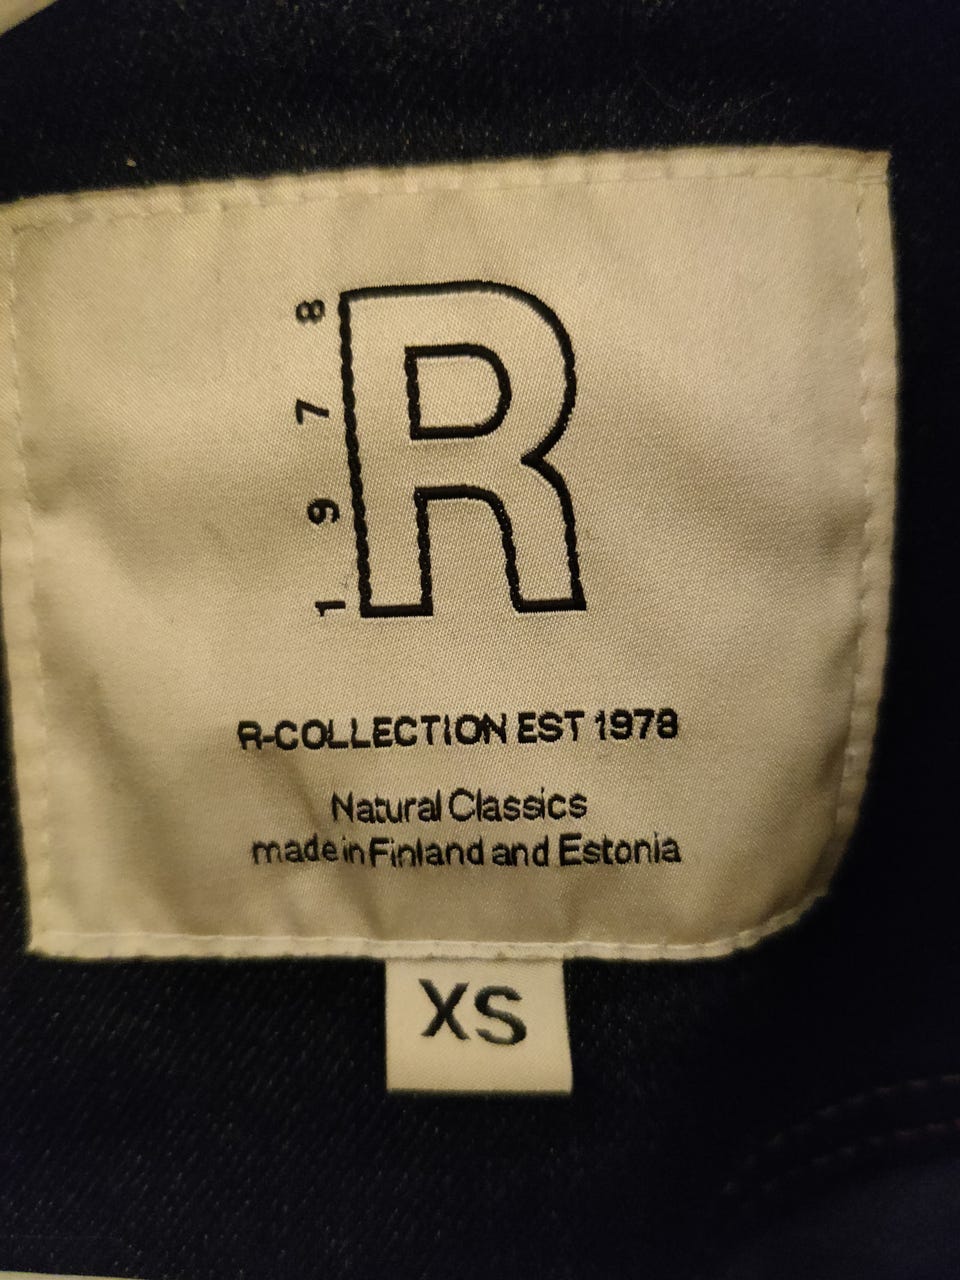 1978
R
R-COLLECTION EST 1978
Natural Classics
made in Finland and Estonia
XS